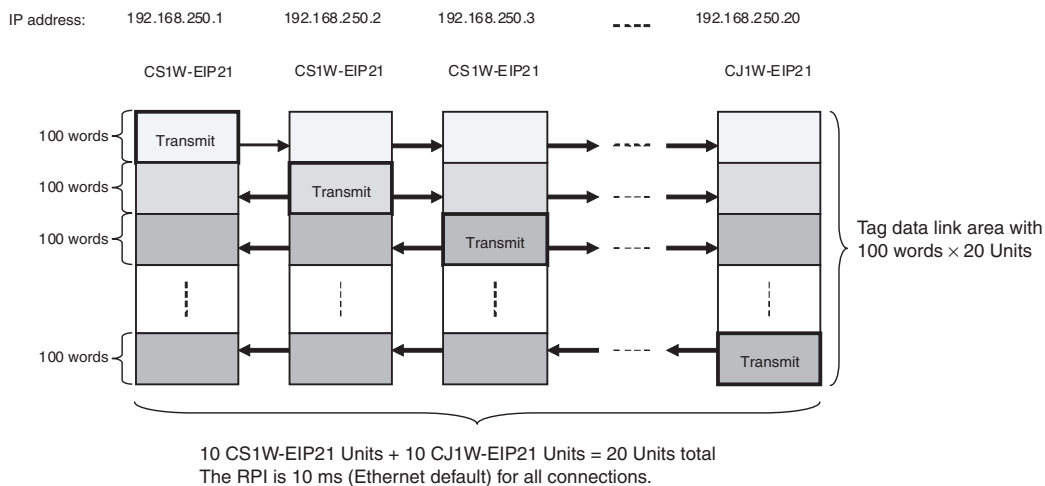 IP address: 192.168.250.1 192.168.250.2 192.168.250.3 192.168.250.20
CS1W-EIP21 CS1W-EIP21 CS1W-EIP21 CJ1W-EIP21
100 words Transmit
100 words Transmit
100 words Transmit
Tag data link area with
100 words × 20 Units
100 words Transmit
10 CS1W-EIP21 Units + 10 CJ1W-EIP21 Units = 20 Units total
The RPI is 10 ms (Ethernet default) for all connections.